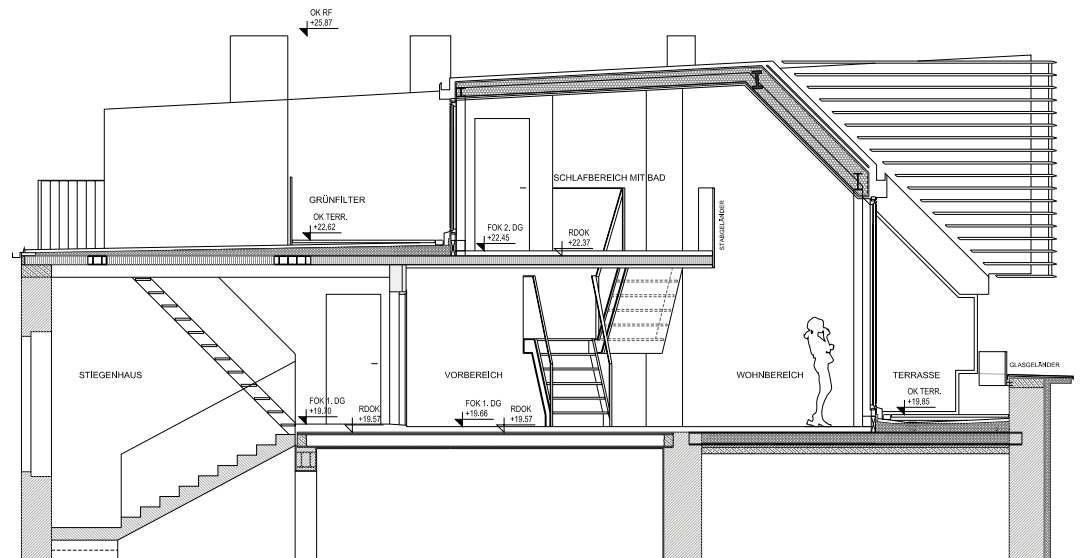 OK RF
+25,87
GRÜNFILTER
OK TERR.
+22,62
SCHLAFBEREICH MIT BAD
FOK 2. DG
+22.45
RDOK
+22,37
STABGELÄNDER
STIEGENHAUS
VORBEREICH
WOHNBEREICH
TERRASSE
OK TERR.
+19,85
GLASGELÄNDER
FOK 1. DG
+19.70
RDOK
+19.57
FOK 1. DG
+19.66
RDOK
+19.57